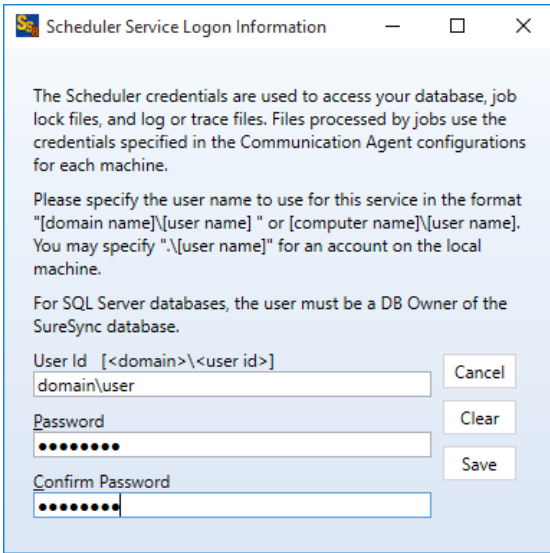 Scheduler Service Logon Information
The Scheduler credentials are used to access your database, job
lock files, and log or trace files. Files processed by jobs use the
credentials specified in the Communication Agent configurations
for each machine.
Please specify the user name to use for this service in the format
"[domain name]\[user name] " or [computer name]\[user name].
You may specify ".\[user name]" for an account on the local
machine.
For SQL Server databases, the user must be a DB Owner of the
SureSync database.
User Id [<domain>\<user id>]
Cancel
domain\user
Password
Clear
●●●●●●●●
Save
Confirm Password
●●●●●●●●